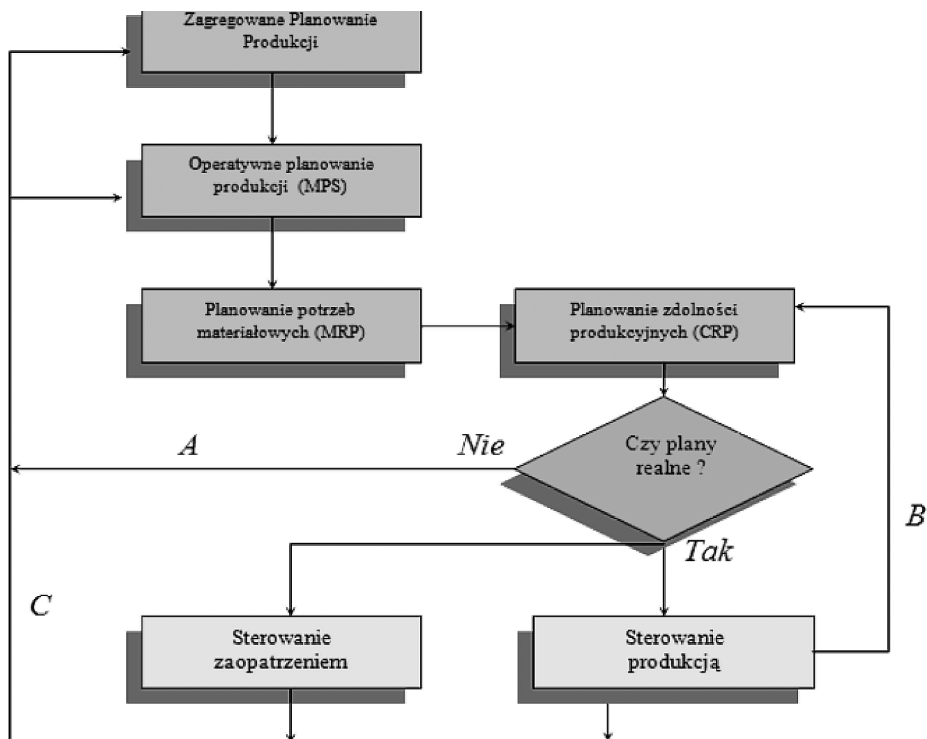 Zagregowane Planowanie
Produkcji
Operatywne planowanie
produkcji (MPS)
Planowanie potrzeb
materiałowych (MRP)
Planowanie zdolności
produkcyjnych (CRP)
A
Nie
Czy plany
realne ?
B
Tak
C
Sterowanie
zaopatrzeniem
Sterowanie
produkcją